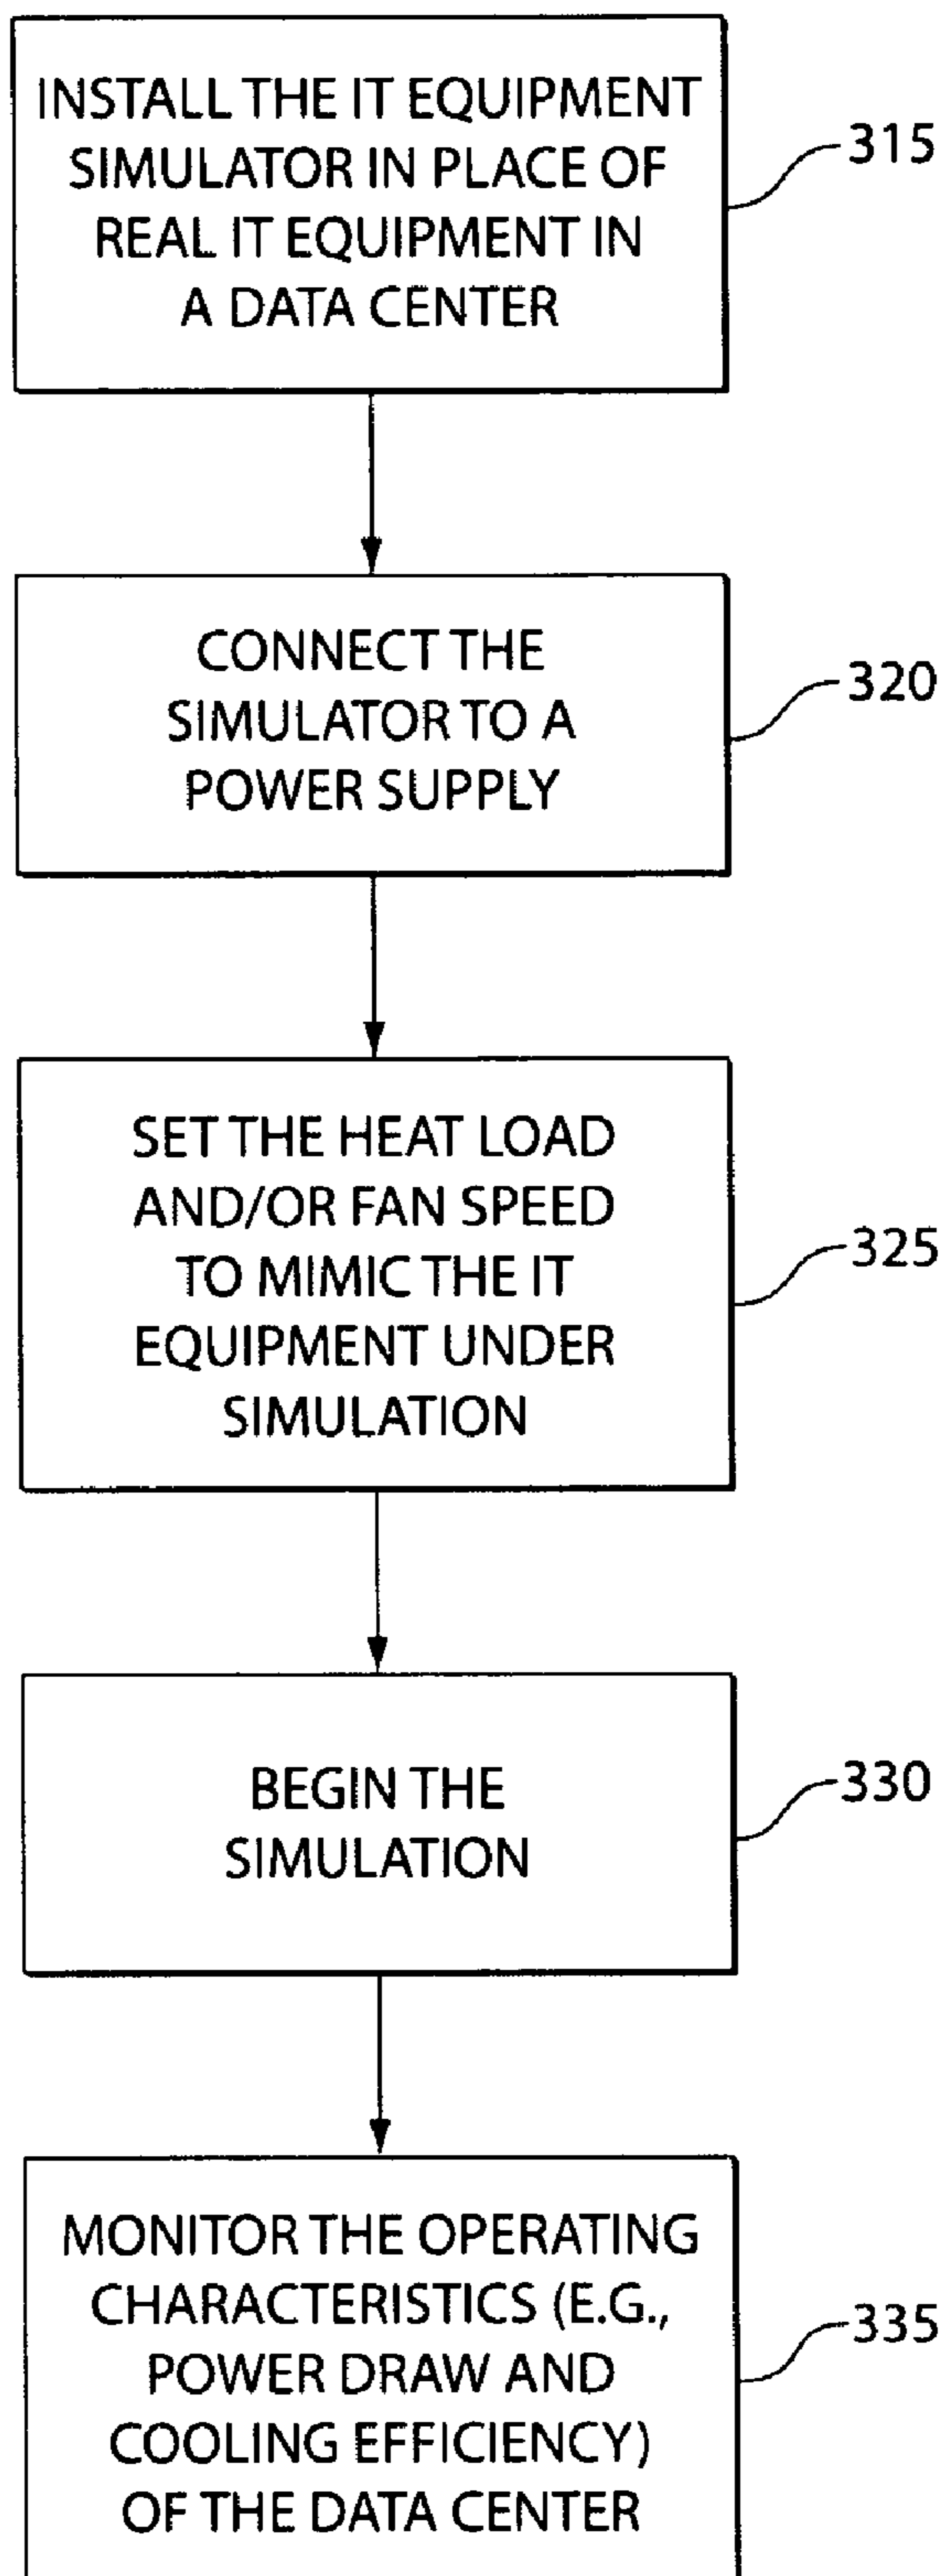 INSTALL THE IT EQUIPMENT
SIMULATOR IN PLACE OF
REAL IT EQUIPMENT IN
A DATA CENTER
315
CONNECT THE
SIMULATOR TO A
POWER SUPPLY
320
SET THE HEAT LOAD
AND/OR FAN SPEED
TO MIMIC THE IT
EQUIPMENT UNDER
SIMULATION
325
BEGIN THE
SIMULATION
330
MONITOR THE OPERATING
CHARACTERISTICS (E.G.,
POWER DRAW AND
COOLING EFFICIENCY)
OF THE DATA CENTER
335